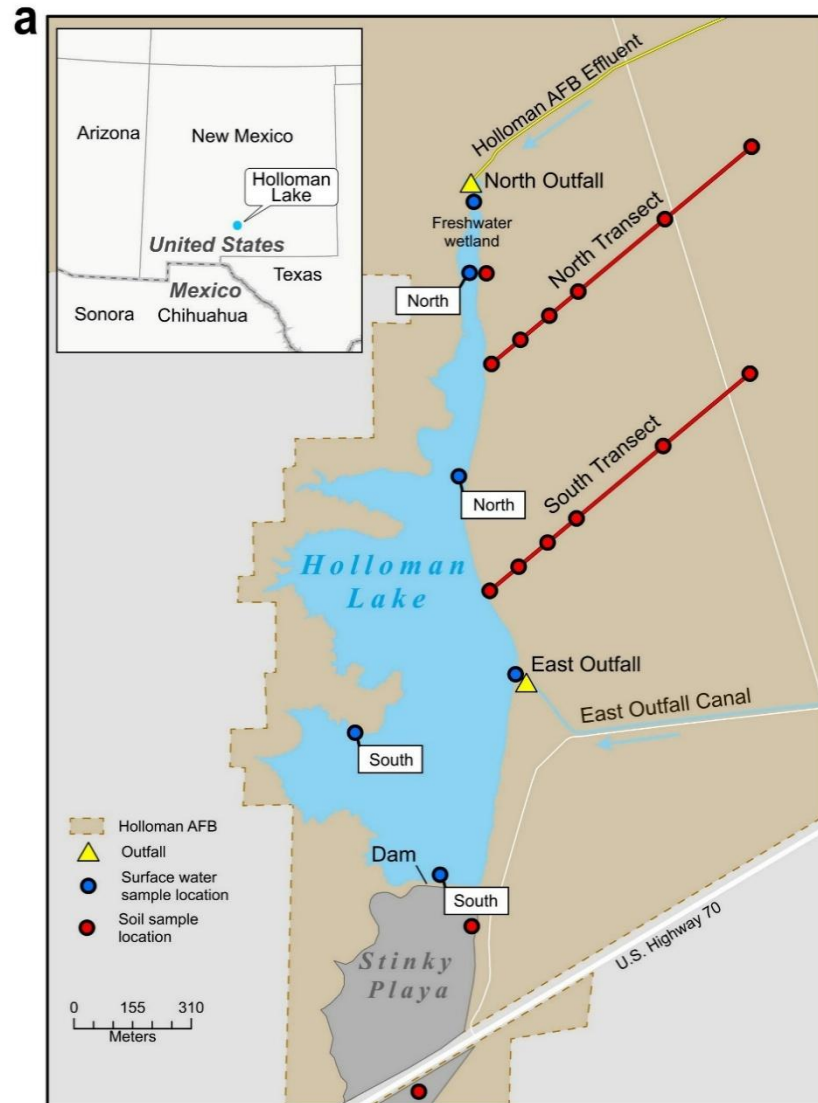 a
Arizona
New Mexico
Holloman
Lake
United States
Mexico
Texas
Sonora
Chihuahua
Holloman AFB Effluent
North Outfall
Freshwater
wetland
North
North Transect
South Transect
North
Holloman
Lake
East Outfall
East Outfall Canal
South
Holloman AFB
Outfall
Surface water
sample location
Soil sample
location
Dam
South
Stinky
Playa
U.S. Highway 70
0 155 310
Meters